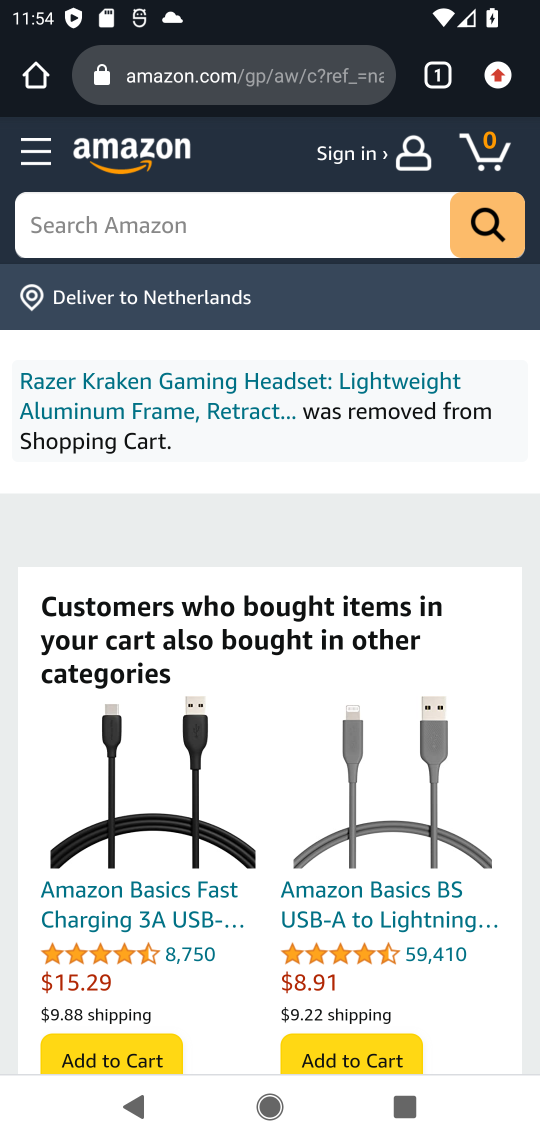 11:54
amazon.com/gp/aw/c?ref_=na
1
amazon
Sign in ›
0
Search Amazon
Deliver to Netherlands
Razer Kraken Gaming Headset: Lightweight
Aluminum Frame, Retract... was removed from
Shopping Cart.
Customers who bought items in
your cart also bought in other
categories
Amazon Basics Fast
Charging 3A USB-...
8,750
$15.29
$9.88 shipping
Add to Cart
Amazon Basics BS
USB-A to Lightning...
59,410
$8.91
$9.22 shipping
Add to Cart